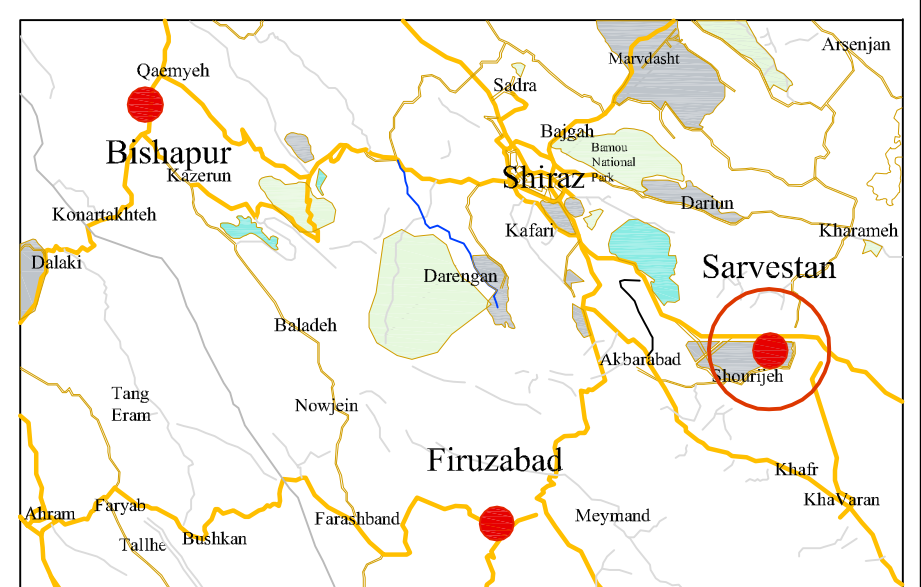 Arsenjan
Marvdasht
Qaemyeh
Sadra
Bajgah
Bamou
National
Park
Bishapur
Kazerun
Shiraz
Dariun
Konartakhteh
Kafari
Kharameh
Dalaki
Darengan
Sarvestan
Baladeh
Akbarabad
Shourijeh
Tang
Eram
Nowjein
Firuzabad
Khafr
KhaVaran
Ahram
Faryab
Farashband
Meymand
Tallhe
Bushkan